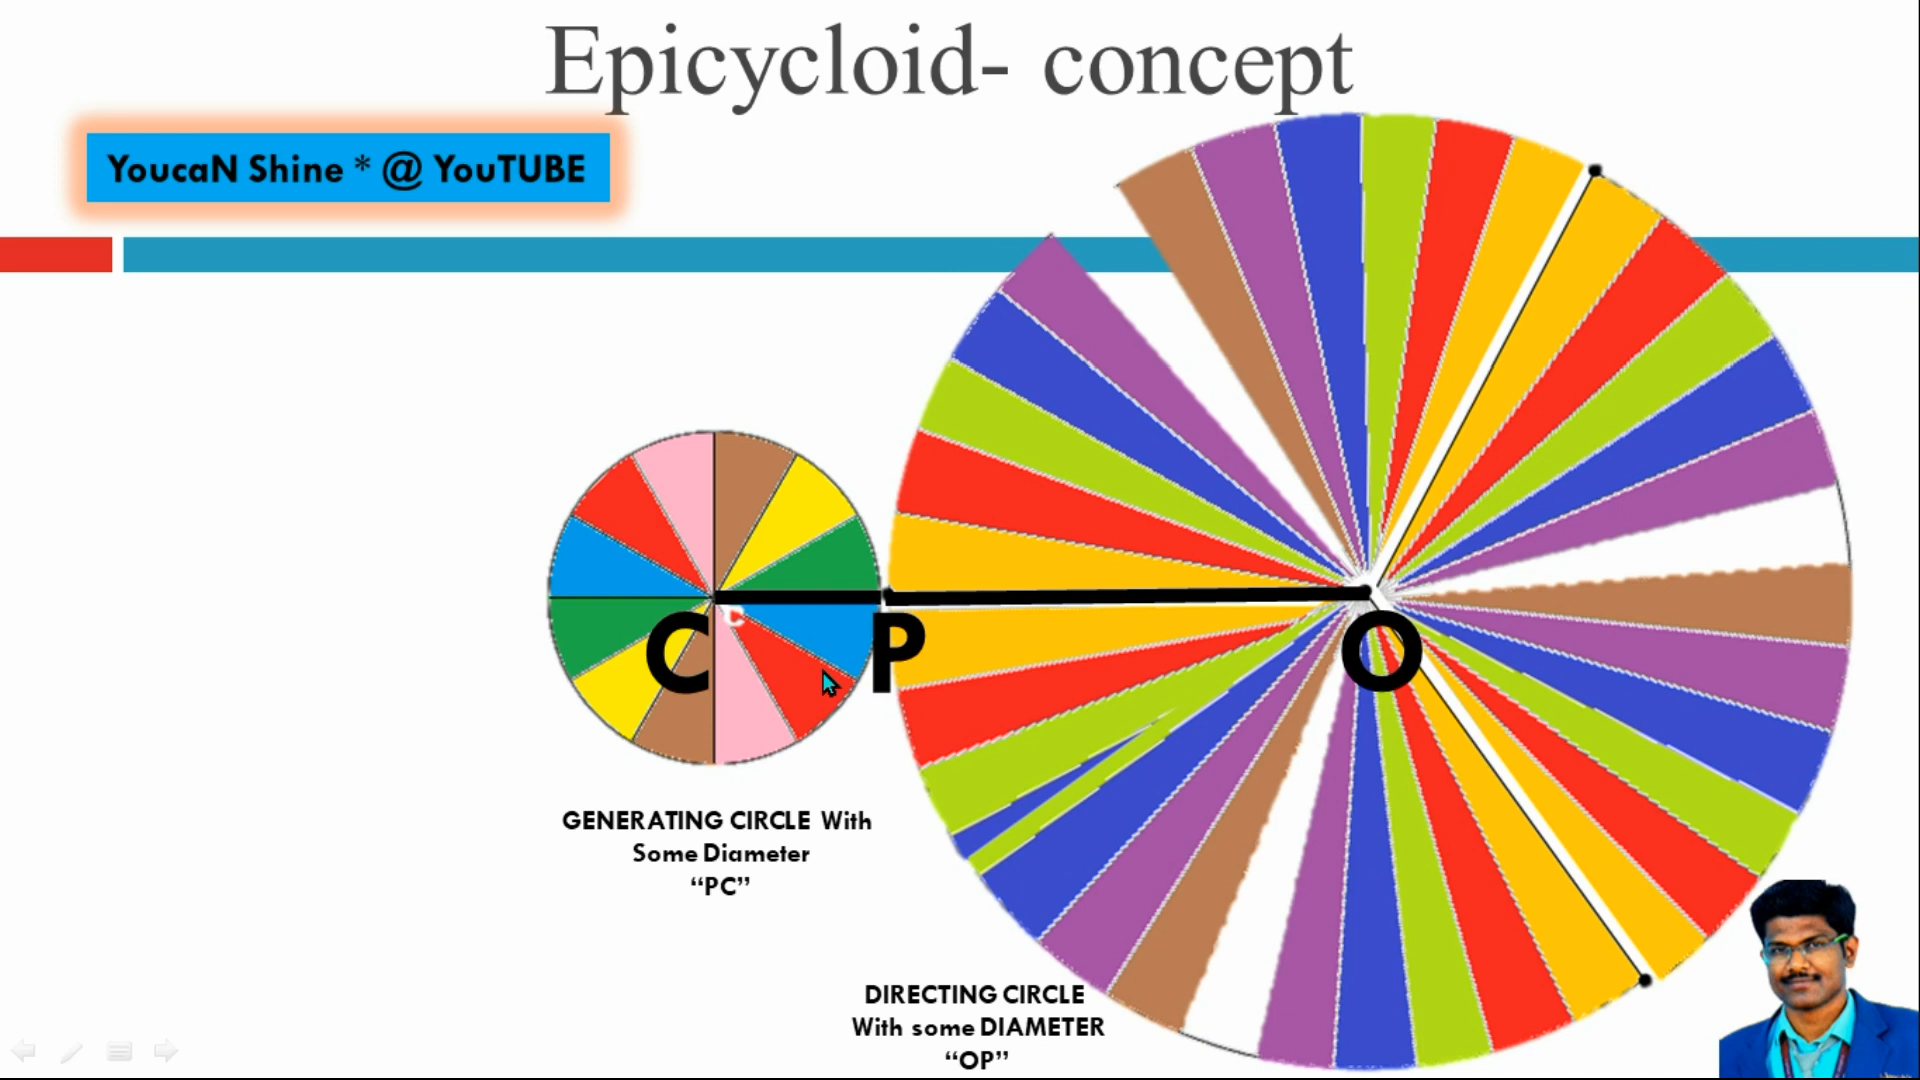 Epicycloid- concept
YoucaN Shine * @ YouTUBE
c
C P O
GENERATING CIRCLE With
Some Diameter
“PC”
DIRECTING CIRCLE
With some DIAMETER
“OP”